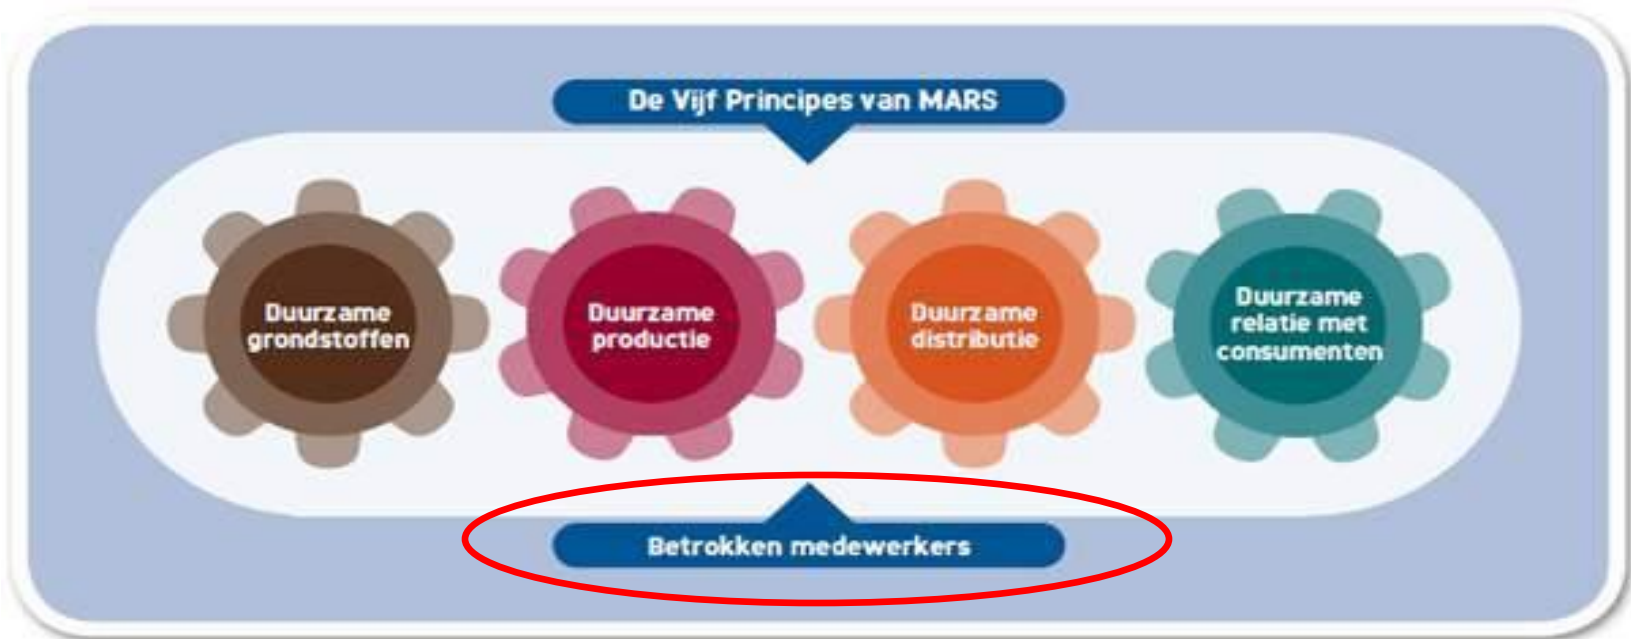 De Vijf Principes van MARS
Duurzame
grondstoffen
Duurzame
productie
Duurzame
distributie
Duurzame
relatie met
consumenten
Betrokken medewerkers